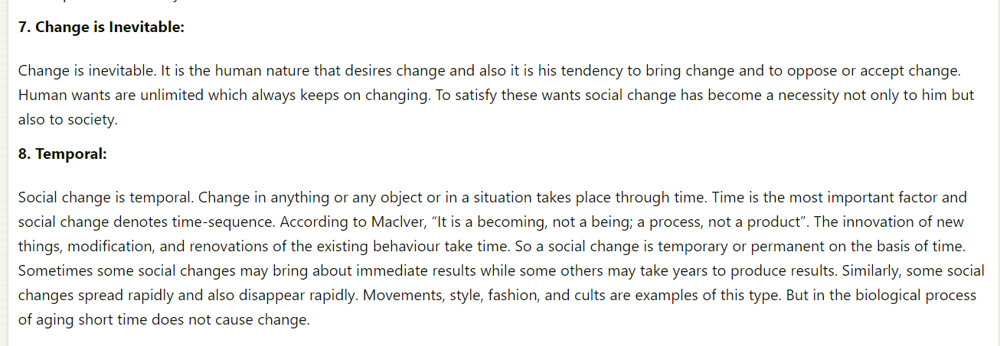 7. Change is Inevitable:
Change is inevitable. It is the human nature that desires change and also it is his tendency to bring change and to oppose or accept change.
Human wants are unlimited which always keeps on changing. To satisfy these wants social change has become a necessity not only to him but
also to society.
8. Temporal:
Social change is temporal. Change in anything or any object or in a situation takes place through time. Time is the most important factor and
social change denotes time-sequence. According to Maclver, “It is a becoming, not a being; a process, not a product”. The innovation of new
things, modification, and renovations of the existing behaviour take time. So a social change is temporary or permanent on the basis of time.
Sometimes some social changes may bring about immediate results while some others may take years to produce results. Similarly, some social
changes spread rapidly and also disappear rapidly. Movements, style, fashion, and cults are examples of this type. But in the biological process
of aging short time does not cause change.